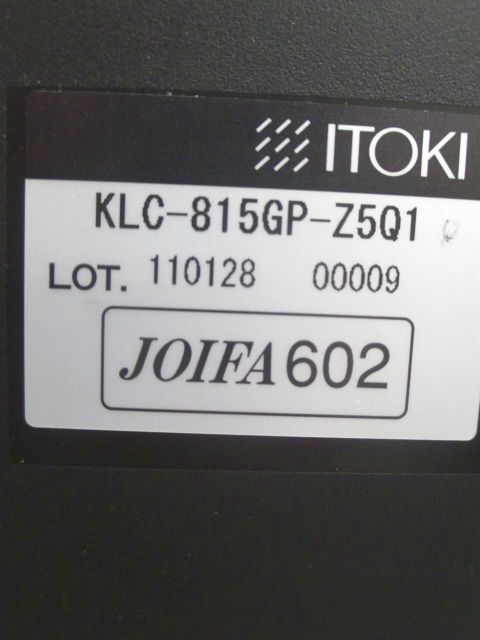 ITOKI
KLC-815GP-Z5Q1
LOT. 110128 00009
JOIFA 602